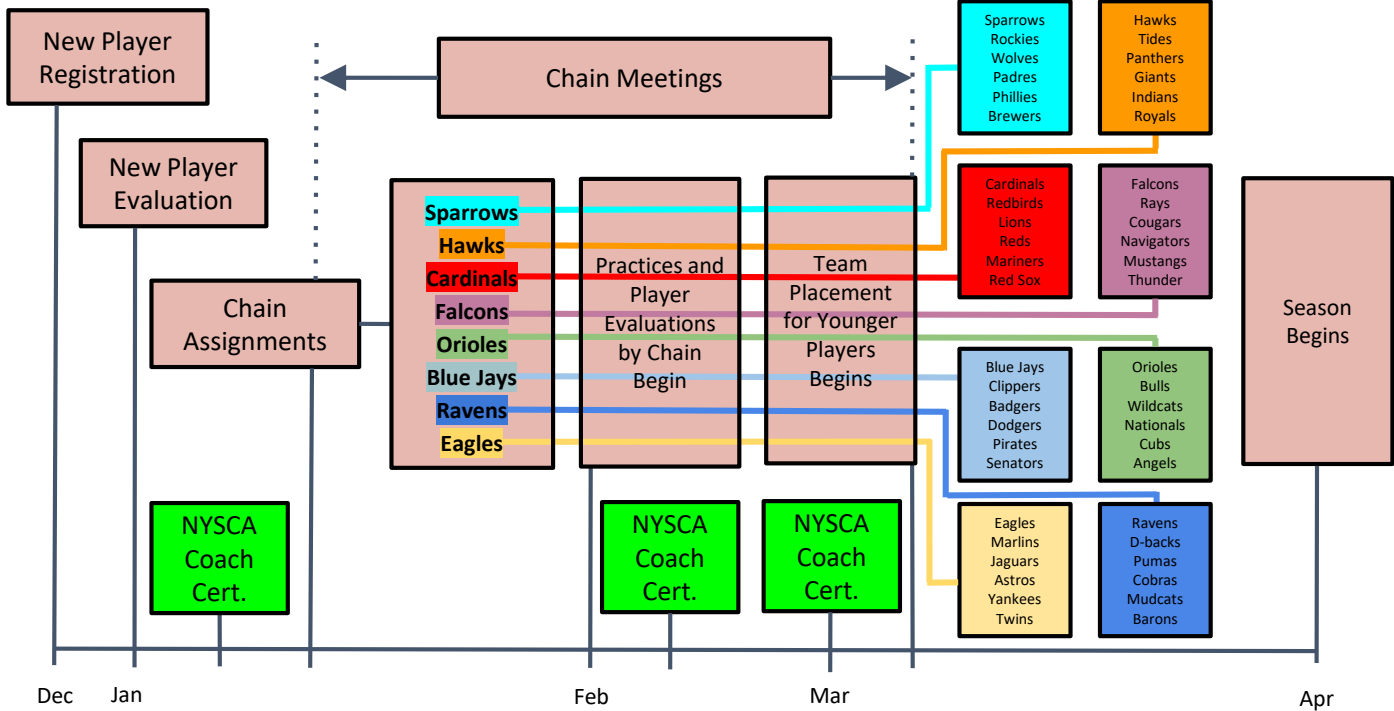 New Player
Registration
Chain Meetings
Sparrows
Rockies
Wolves
Padres
Phillies
Brewers
Hawks
Tides
Panthers
Giants
Indians
Royals
New Player
Evaluation
Sparrows
Hawks
Cardinals
Falcons
Orioles
Blue Jays
Ravens
Eagles
Practices and
Player
Evaluations
by Chain
Begin
Team
Placement
for Younger
Players
Begins
Cardinals
Redbirds
Lions
Reds
Mariners
Red Sox
Falcons
Rays
Cougars
Navigators
Mustangs
Thunder
Season
Begins
Chain
Assignments
Blue Jays
Clippers
Badgers
Dodgers
Pirates
Senators
Orioles
Bulls
Wildcats
Nationals
Cubs
Angels
NYSCA
Coach
Cert.
NYSCA
Coach
Cert.
NYSCA
Coach
Cert.
Eagles
Marlins
Jaguars
Astros
Yankees
Twins
Ravens
D-backs
Pumas
Cobras
Mudcats
Barons
Dec
Jan
Feb
Mar
Apr